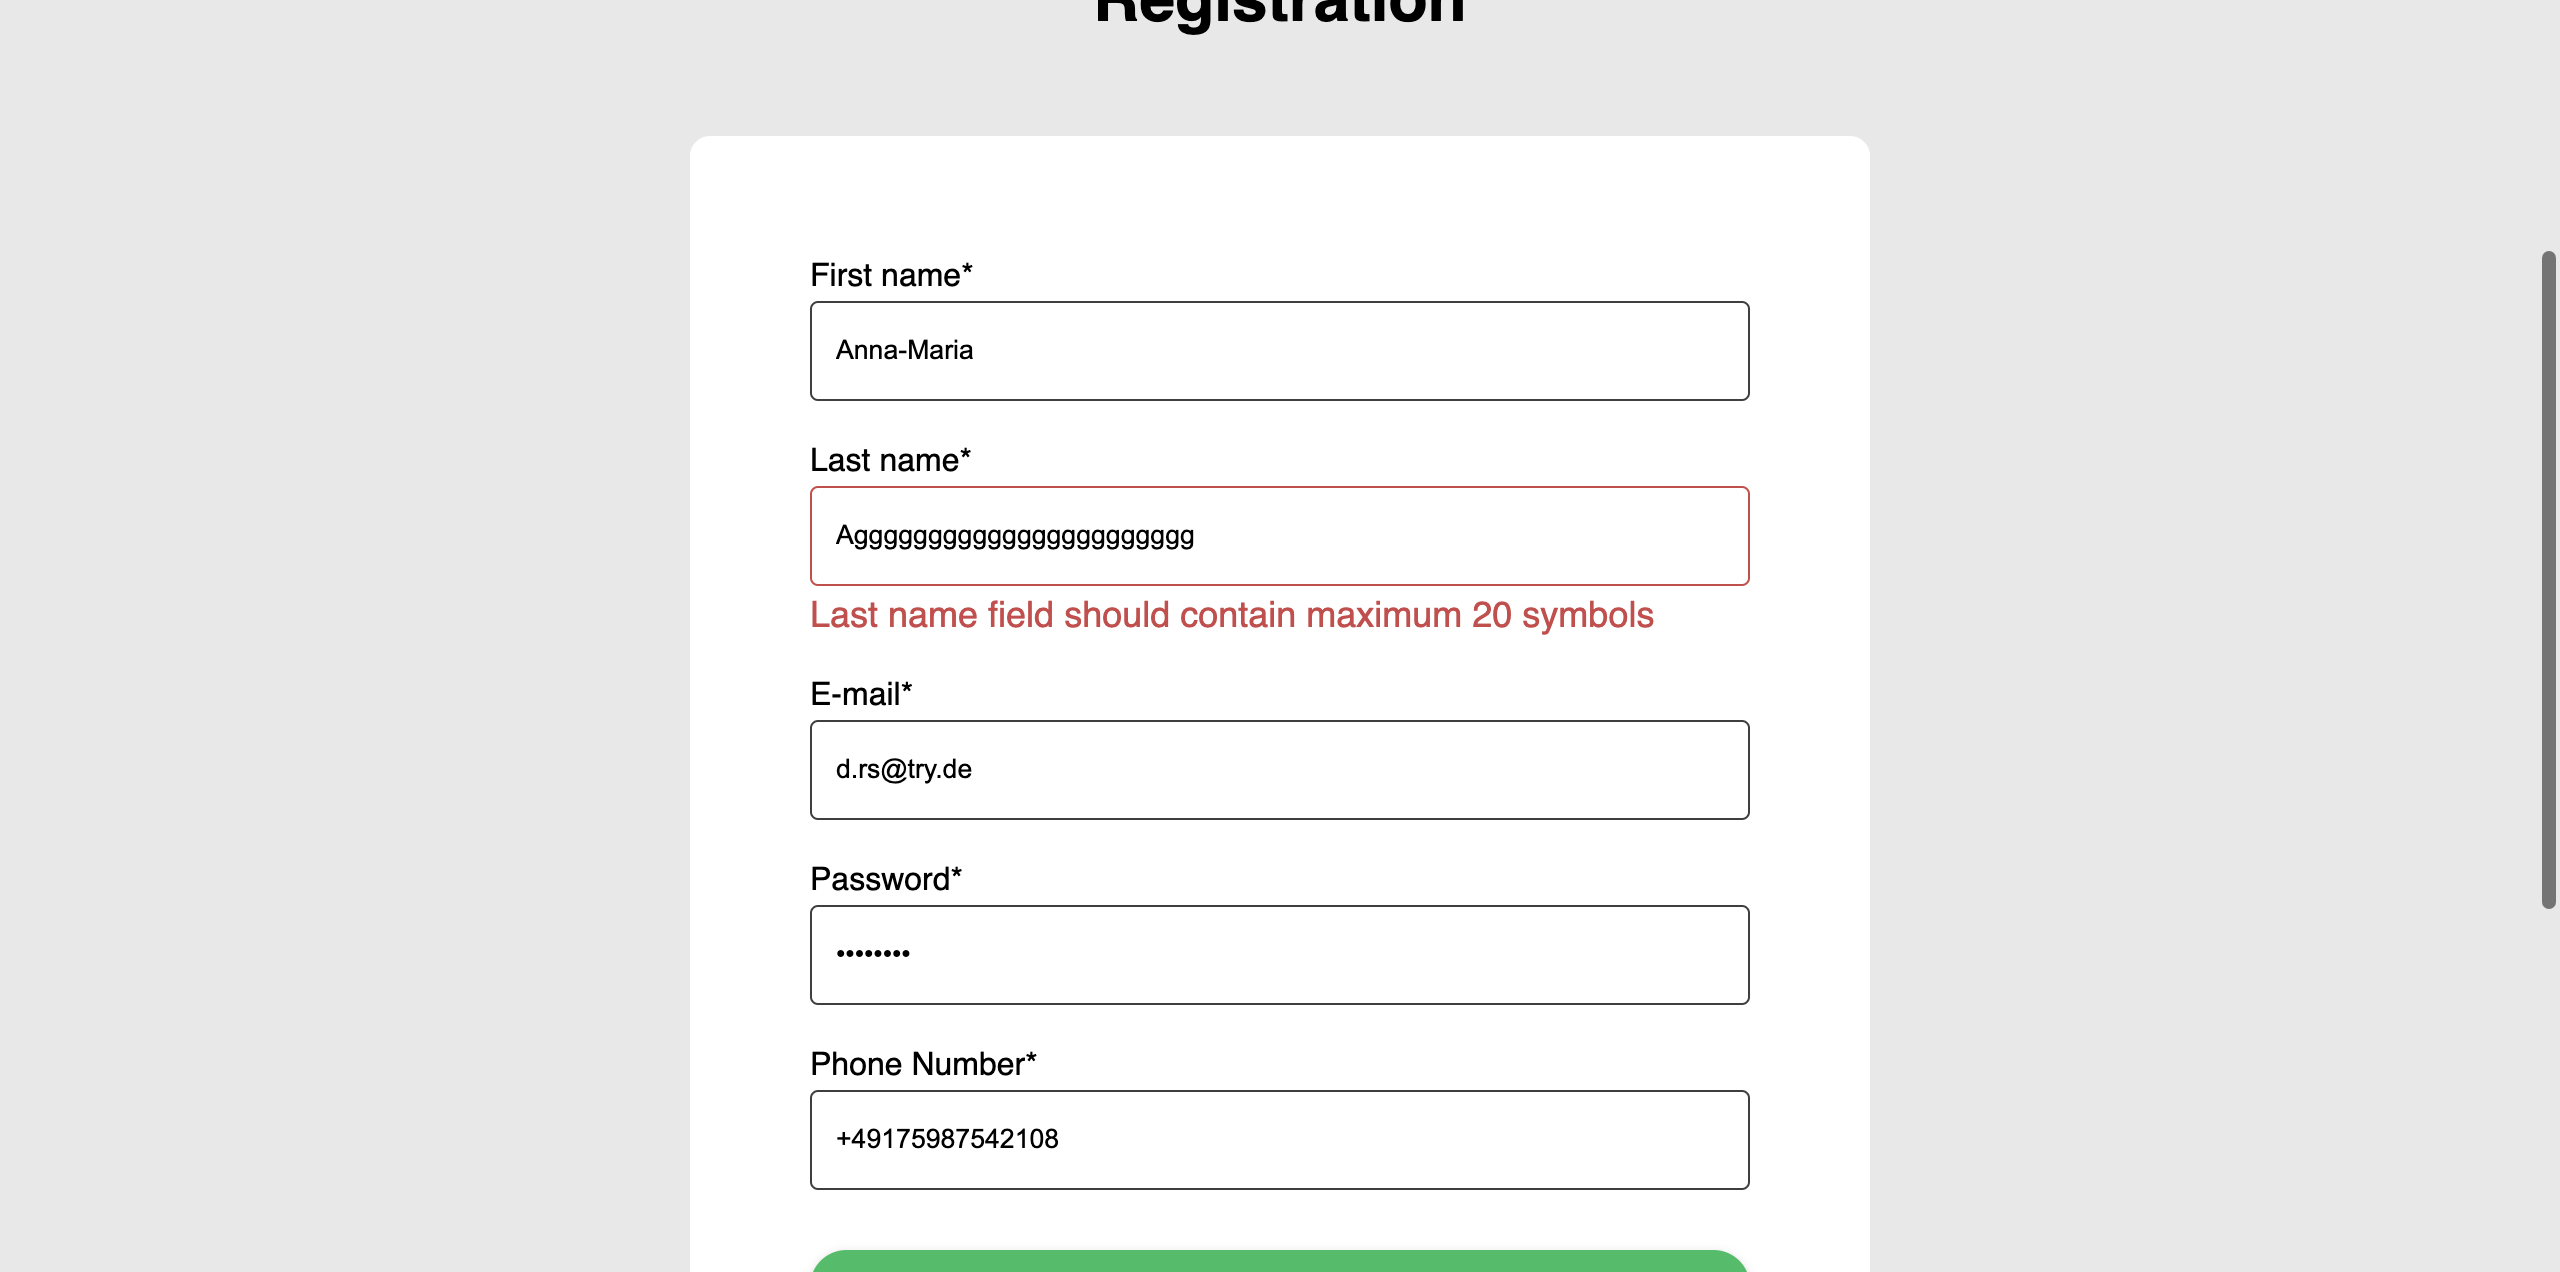 Registration
First name*
Anna-Maria
Last name*
Aggggggggggggggggggggggg
Last name field should contain maximum 20 symbols
E-mail*
d.rs@try.de
Password*
••••••••
Phone Number*
+49175987542108